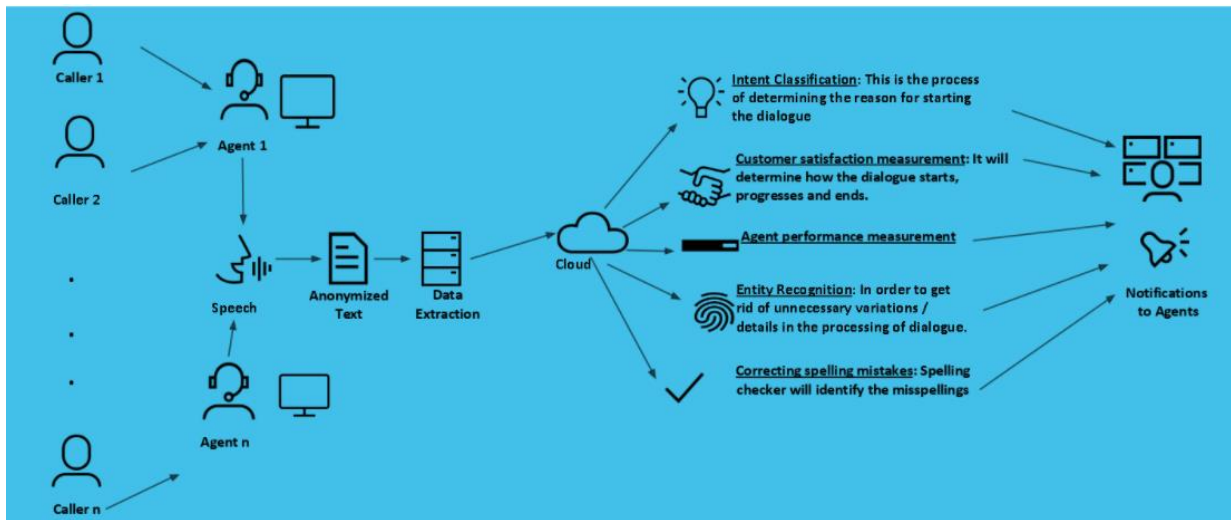 Caller 1
Agent 1
Caller 2
Speech
Anonymized
Text
Data
Extraction
Cloud
Agent n
Caller n
Intent Classification: This is the process
of determining the reason for starting
the dialogue
Customer satisfaction measurement: It will
determine how the dialogue starts,
progresses and ends.
Agent performance measurement
Entity Recognition: In order to get
rid of unnecessary variations /
details in the processing of dialogue.
Correcting spelling mistakes: Spelling
checker will identify the misspellings
Notifications
to Agents